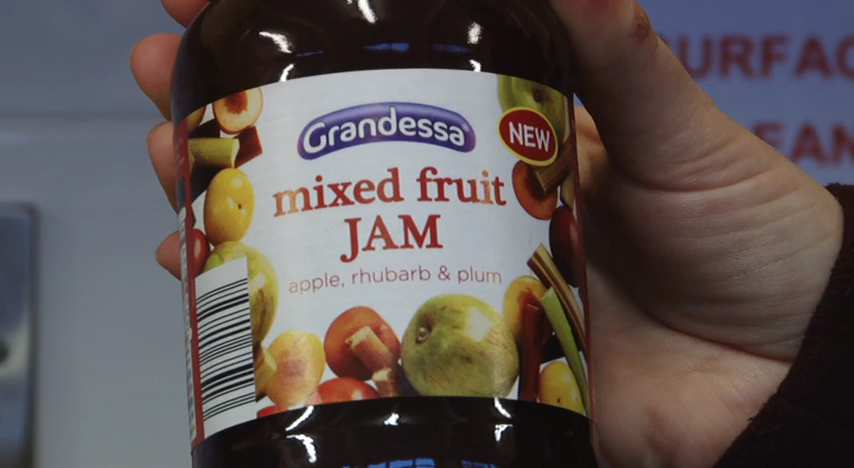 Grandessa
NEW
mixed fruit
JAM
apple, rhubarb & plum